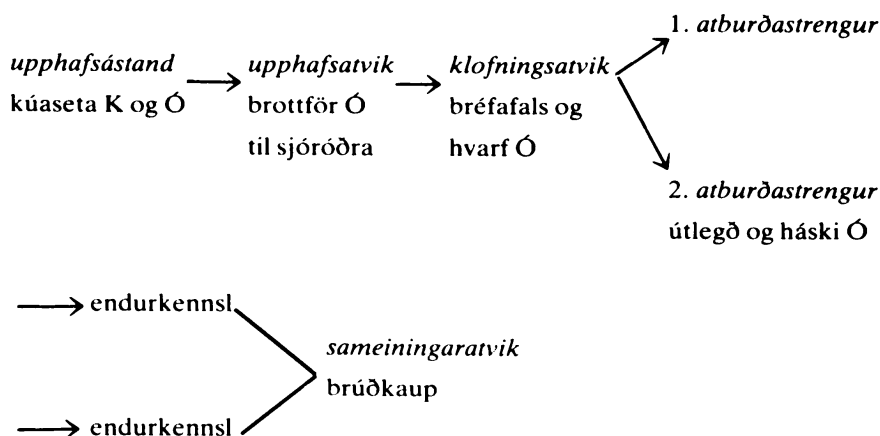 1. atburðastrengur
upphafsástand
kúaseta K og Ó
upphafsatvik
brottför Ó
til sjóróðra
klofningsatvik
bréfafals og
hvarf Ó
2. atburðastrengur
útlegð og háski Ó
endurkennsl
sameiningaratvik
brúðkaup
endurkennsl